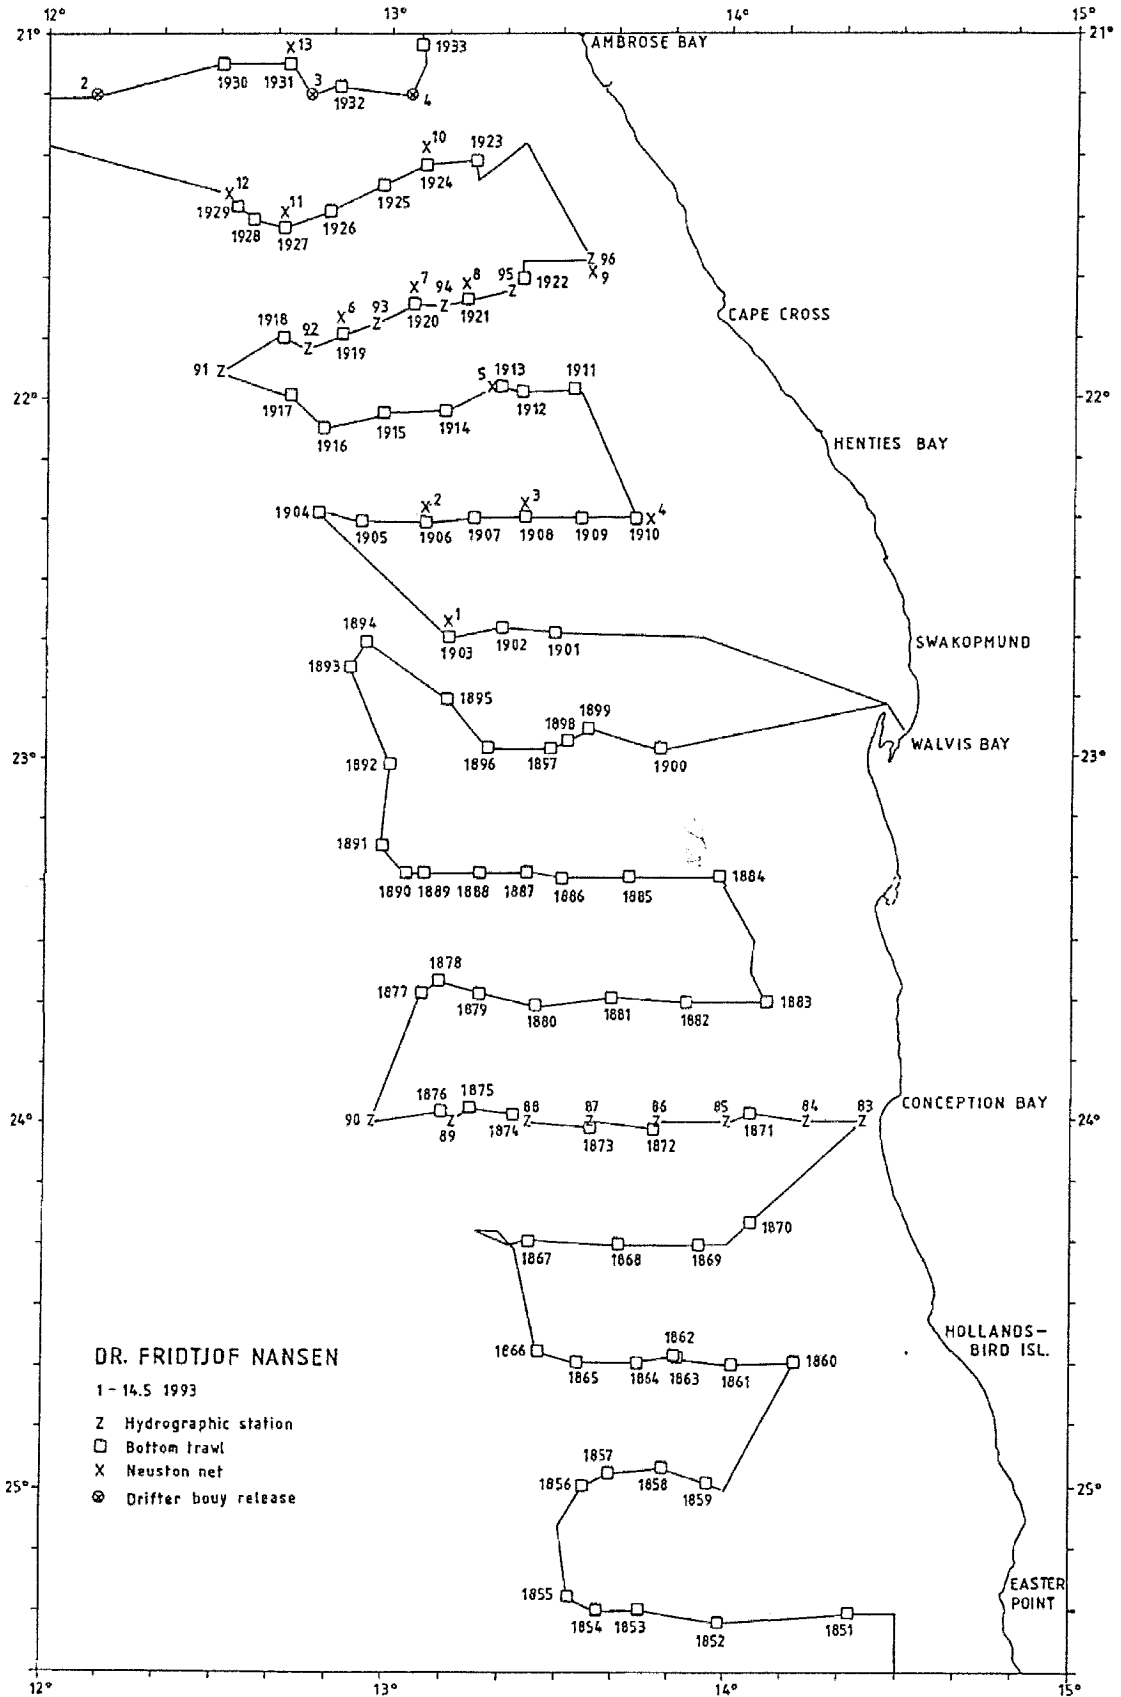 12° 13° 14° 15°
21° 21°
AMBROSE BAY
1933
X13
1930 1931
2 3 1932 4
X10 1923
1924
X12 1925
1929 X11 1926
1928 1927
Z 96
X9
X7 X8 95 1922
94
X6 93 1920 1921
1918 92
1919
CAPE CROSS
91 Z
5 1913 1911
22° 22°
1917 1912
1916 1915 1914
HENTIES BAY
1904 X2 X3 X4
1905 1906 1907 1908 1909 1910
X1
1894 1903 1902 1901
SWAKOPMUND
1893
1895
1899
1898
1896 1857 1900
WALVIS BAY
23° 23°
1892
1891
1890 1889 1888 1887 1886 1885 1884
1878
1877 1879 1880 1881 1882 1883
1876 1875
CONCEPTION BAY
88 87 86 85 84 83
24° 24°
90 Z 89 1874 1873 1872 1871
1870
1867 1868 1869
HOLLANDS-
BIRD ISL.
1862
1866 1865 1864 1863 1861 1860
DR. FRIDTJOF NANSEN
1-14.5 1993
Z Hydrographic station
Bottom trawl
X Neuston net
Drifter bouy release
1857
1856 1858 1859
25° 25°
EASTER
POINT
1855
1854 1853 1852 1851
12° 13° 14° 15°